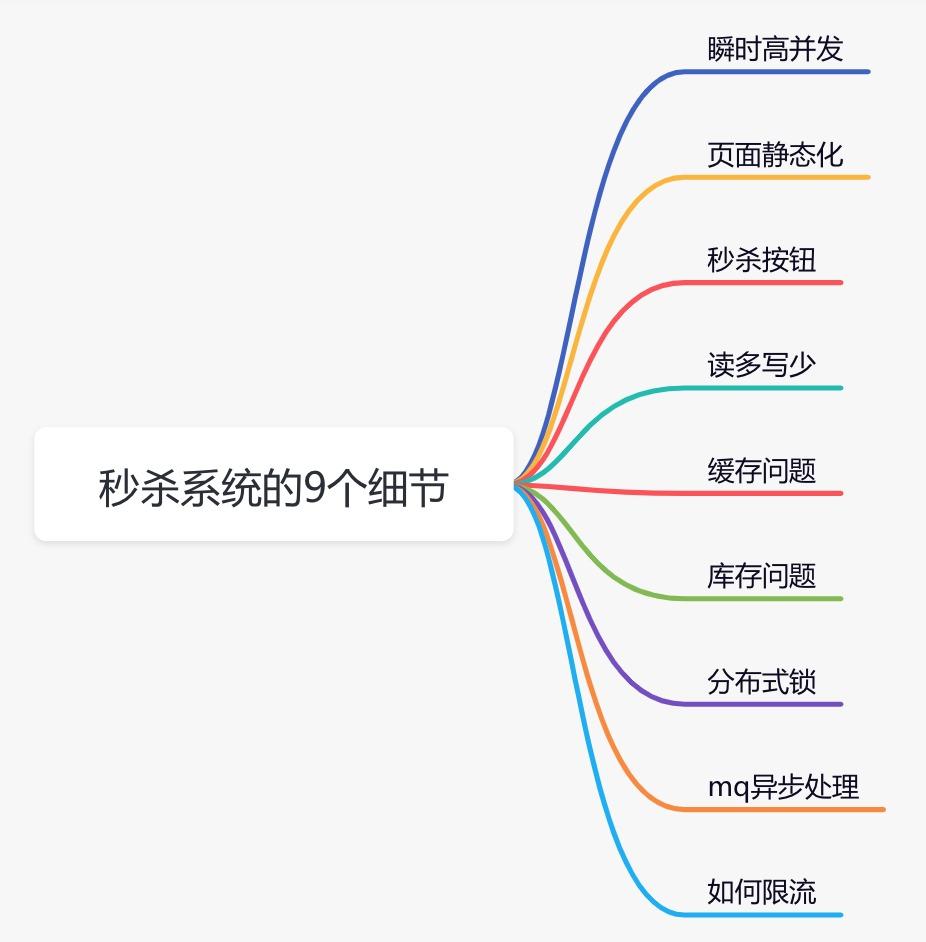 瞬时高并发
页面静态化
秒杀按钮
读多写少
秒杀系统的9个细节
缓存问题
库存问题
分布式锁
mq异步处理
如何限流